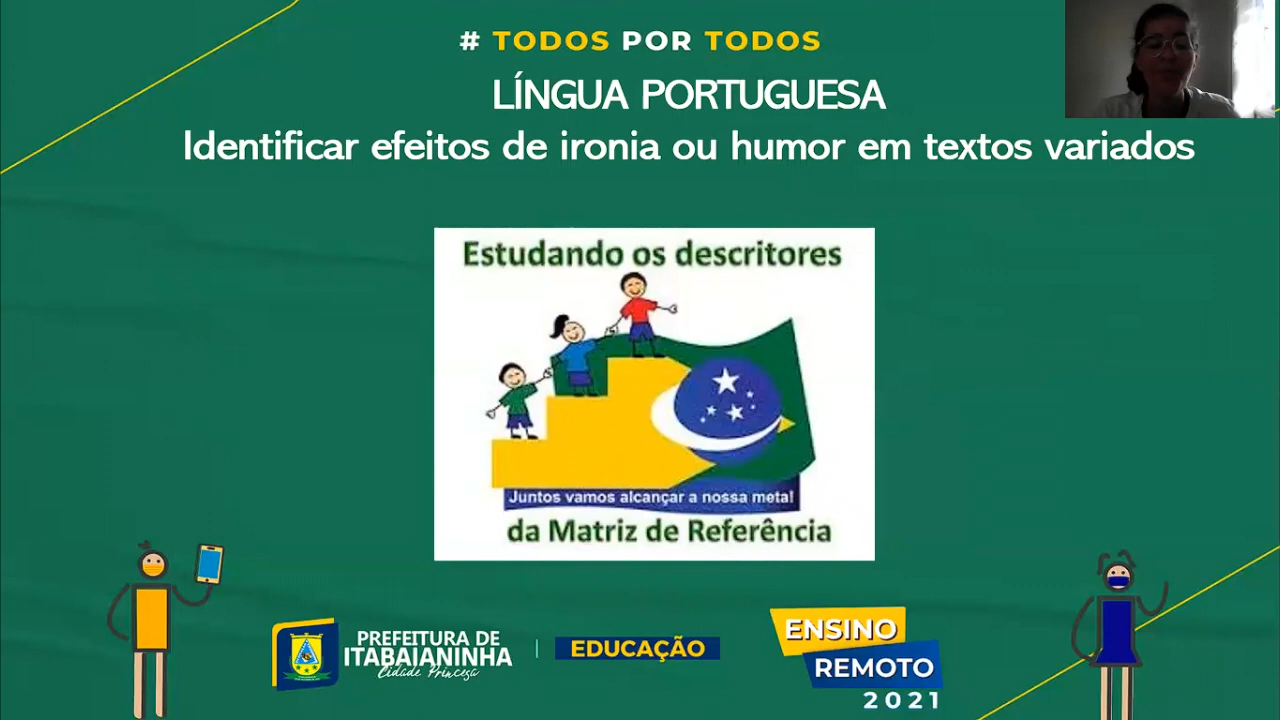 # TODOS POR TODOS
LÍNGUA PORTUGUESA
Identificar efeitos de ironia ou humor em textos variados
Estudando os descritores
Juntos vamos alcançar a nossa meta!
da Matriz de Referência
PREFEITURA DE
ITABAIANINHA
Cidade Princesa
EDUCAÇÃO
ENSINO
REMOTO
2021